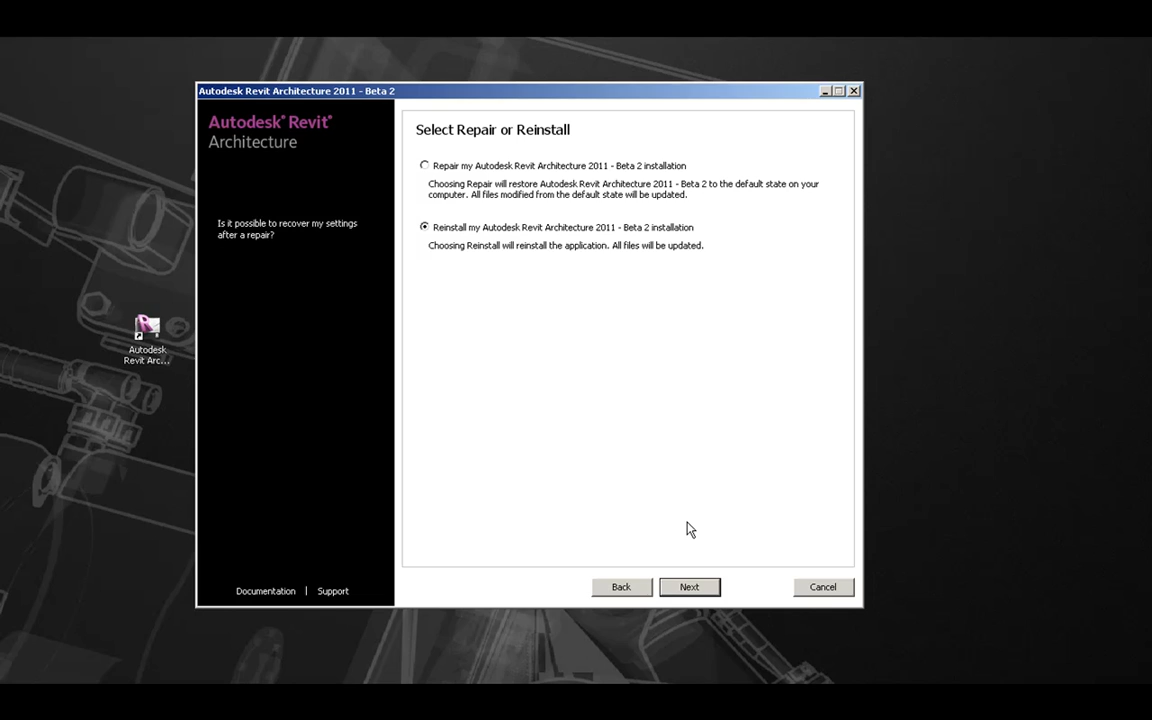 Autodesk Revit Architecture 2011 - Beta 2
Autodesk® Revit®
Architecture
Is it possible to recover my settings
after a repair?
Documentation | Support
Select Repair or Reinstall
Repair my Autodesk Revit Architecture 2011 - Beta 2 installation
Choosing Repair will restore Autodesk Revit Architecture 2011 - Beta 2 to the default state on your
computer. All files modified from the default state will be updated.
Reinstall my Autodesk Revit Architecture 2011 - Beta 2 installation
Choosing Reinstall will reinstall the application. All files will be updated.
Back
Next
Cancel
Autodesk
Revit Arc...